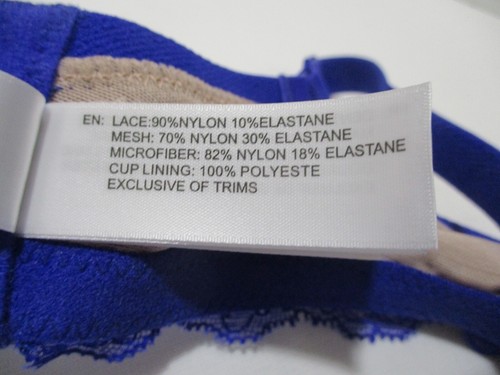 EN: LACE:90%NYLON 10%ELASTANE
MESH: 70% NYLON 30% ELASTANE
MICROFIBER: 82% NYLON 18% ELASTANE
CUP LINING: 100% POLYESTE
EXCLUSIVE OF TRIMS